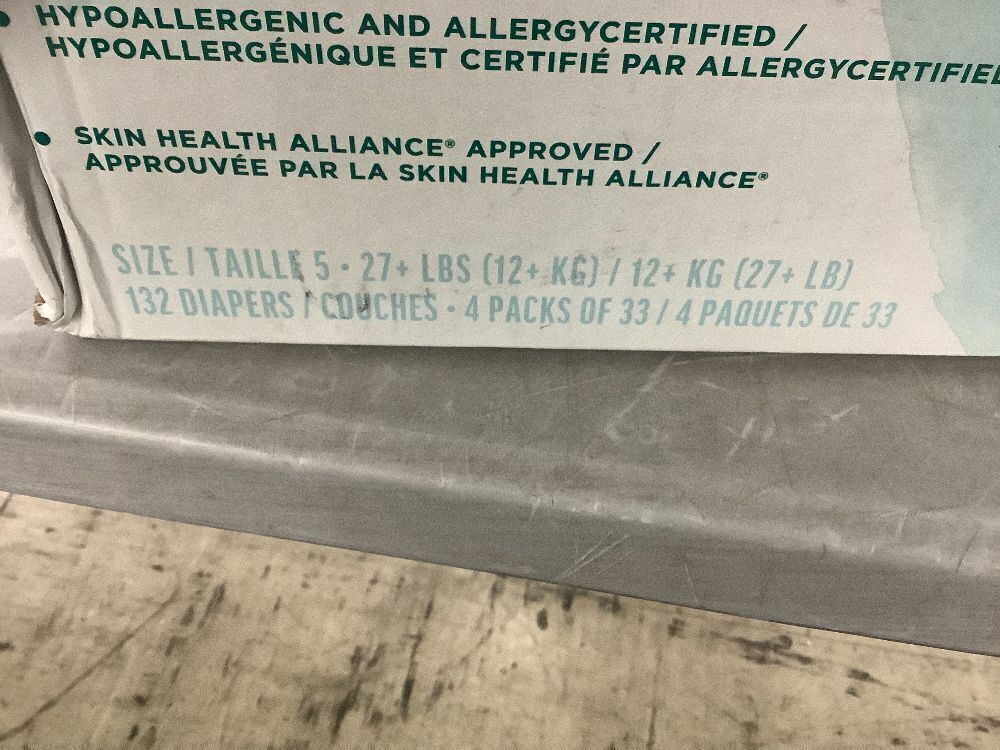 HYPOALLERGENIC AND ALLERGYCERTIFIED /
HYPOALLERGÉNIQUE ET CERTIFIÉ PAR ALLERGYCERTIFIED
• SKIN HEALTH ALLIANCE® APPROVED /
APPROUVÉE PAR LA SKIN HEALTH ALLIANCE®
SIZE / TAILLE 5 • 27+ LBS (12+ KG) / 12+ KG (27+ LB)
132 DIAPERS / COUCHES • 4 PACKS OF 33 / 4 PAQUETS DE 33